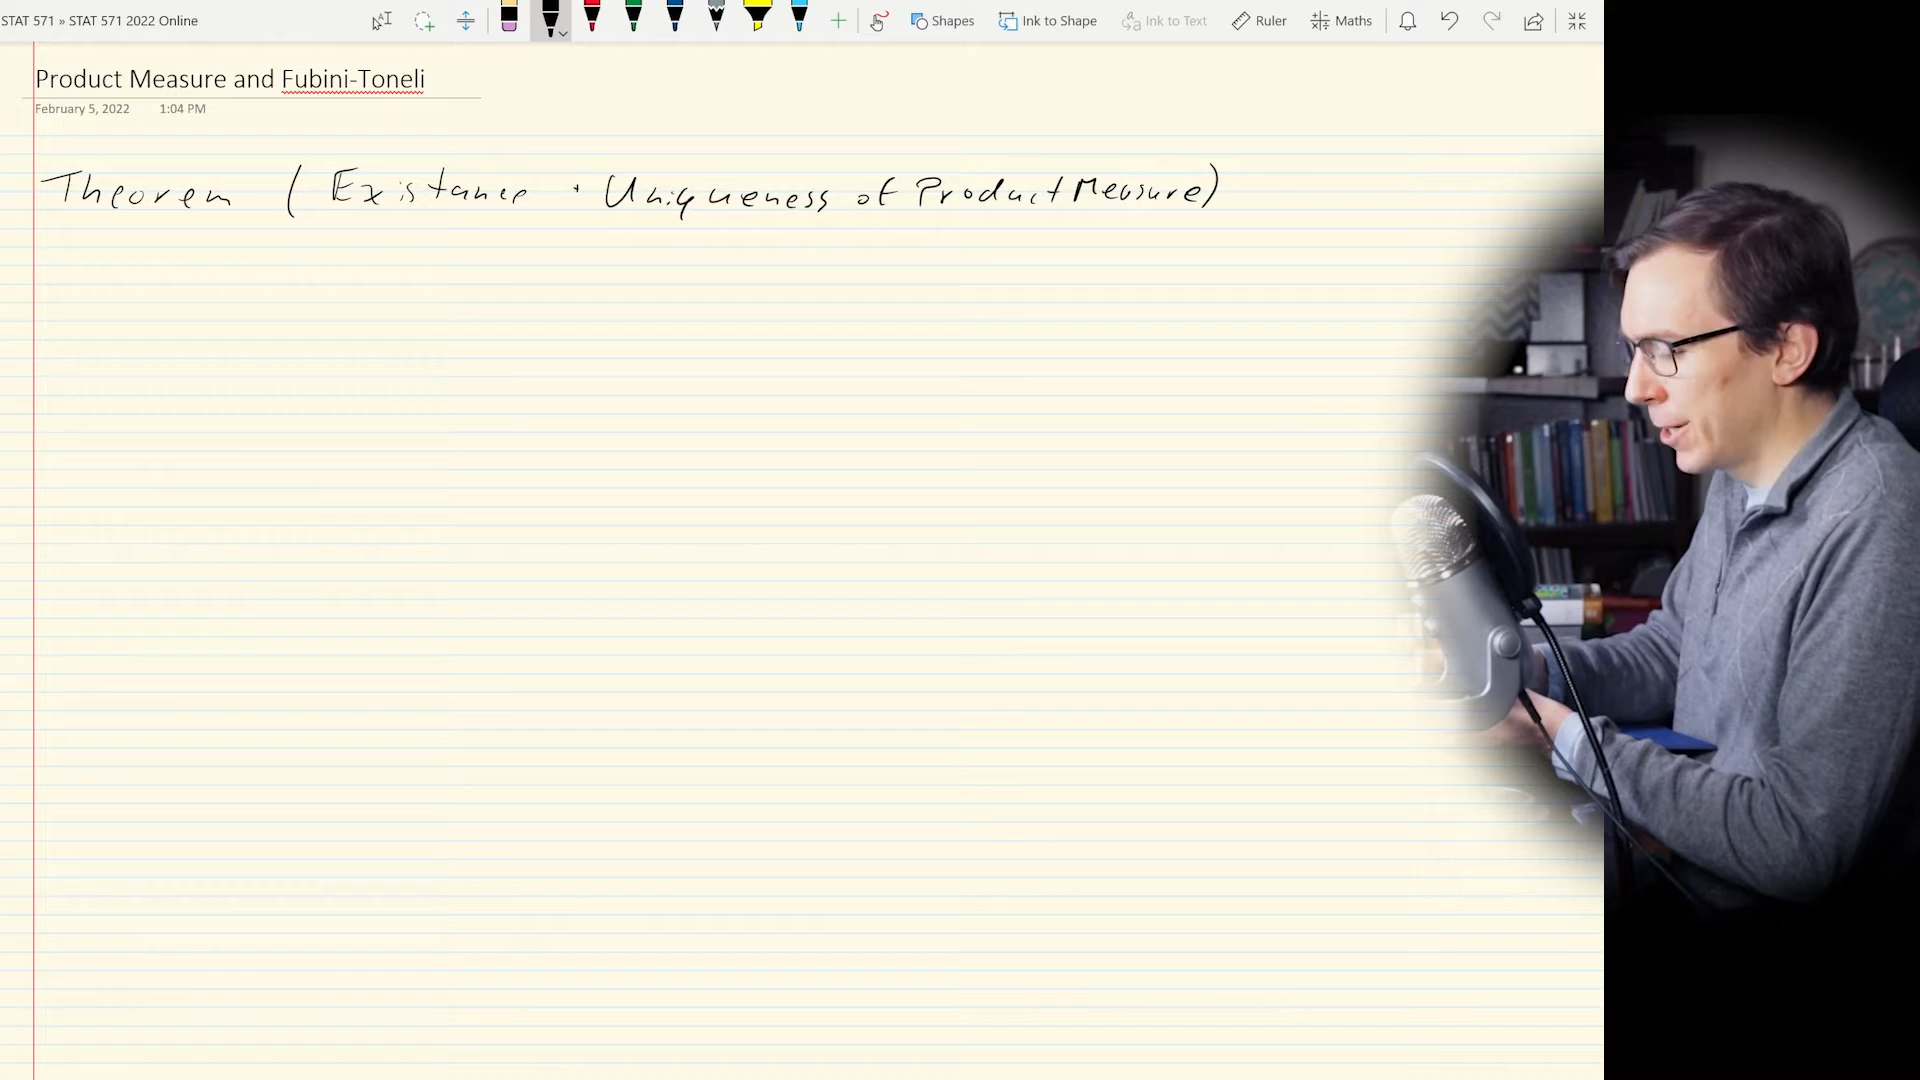 STAT 571 » STAT 571 2022 Online
Shapes Ink to Shape Ink to Text Ruler Maths
Product Measure and Fubini-Toneli
February 5, 2022 1:04 PM
Theorem ( Existance + Uniqueness of Product Measure)